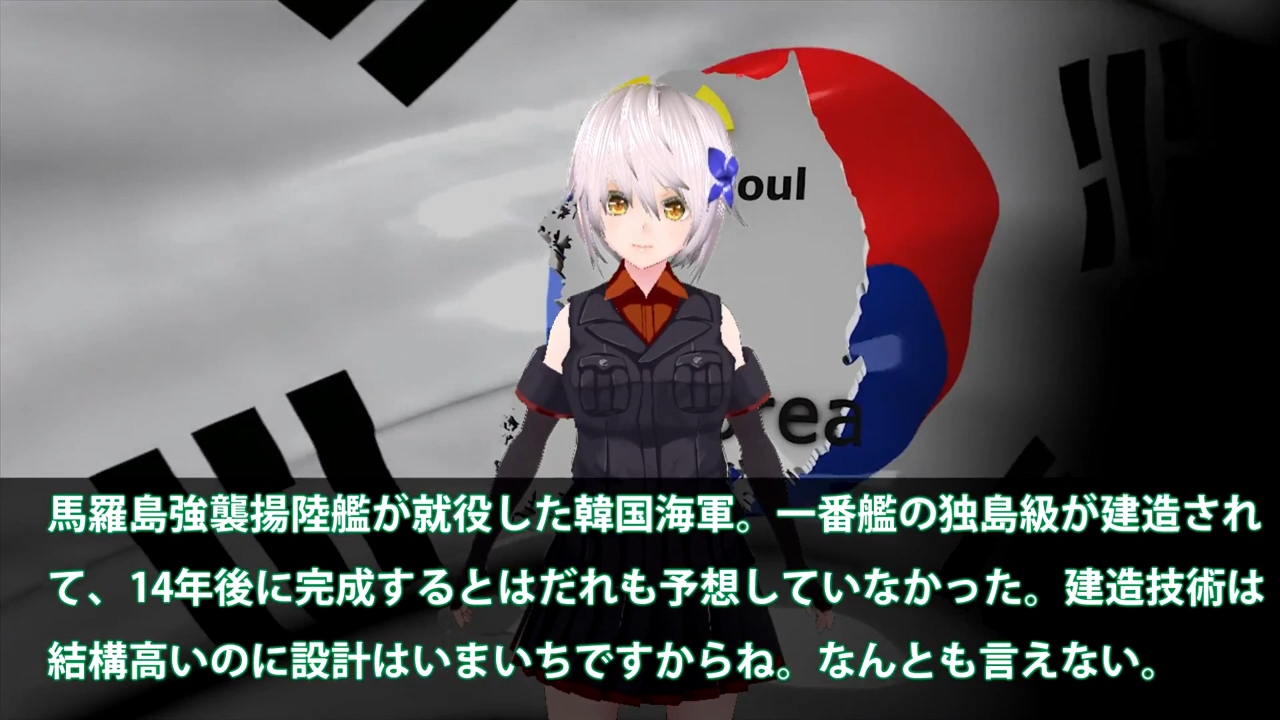 oul
rea
馬羅島強襲揚陸艦が就役した韓国海軍。一番艦の独島級が建造され
て、14年後に完成するとはだれも予想していなかった。建造技術は
結構高いのに設計はいまいちですからね。なんとも言えない。